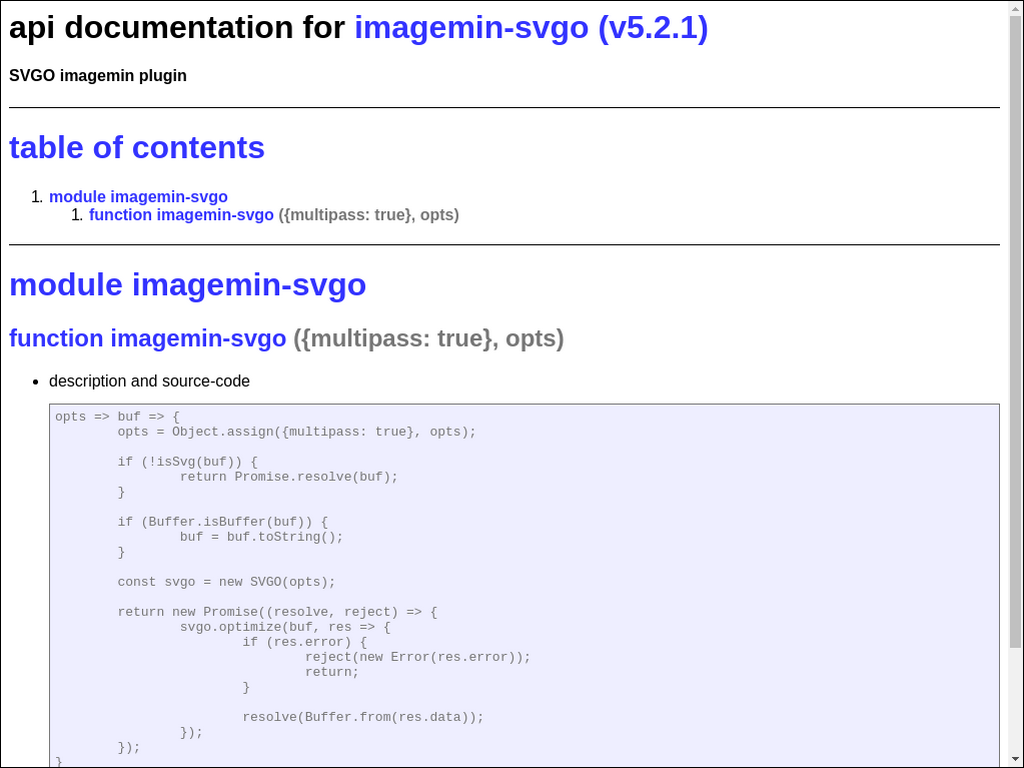 api documentation for imagemin-svgo (v5.2.1)
SVGO imagemin plugin
table of contents
1. module imagemin-svgo
1. function imagemin-svgo ({multipass: true}, opts)
module imagemin-svgo
function imagemin-svgo ({multipass: true}, opts)
• description and source-code
opts => buf => {
        opts = Object.assign({multipass: true}, opts);
        if (!isSvg(buf)) {
                return Promise.resolve(buf);
        }
        if (Buffer.isBuffer(buf)) {
                buf = buf.toString();
        }
        const svgo = new SVGO(opts);
        return new Promise((resolve, reject) => {
                svgo.optimize(buf, res => {
                        if (res.error) {
                                reject(new Error(res.error));
                                return;
                        }
                        resolve(Buffer.from(res.data));
                });
        });
}